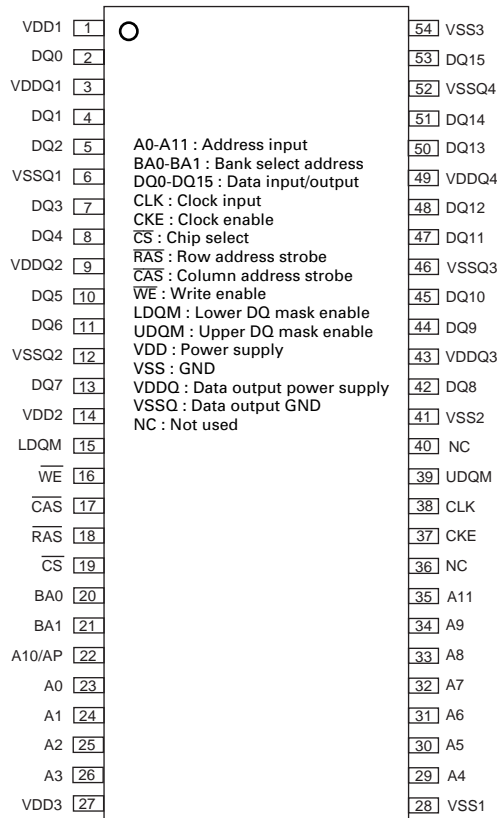 VDD1 1
DQ0 2
VDDQ1 3
DQ1 4
DQ2 5
VSSQ1 6
DQ3 7
DQ4 8
VDDQ2 9
DQ5 10
DQ6 11
VSSQ2 12
DQ7 13
VDD2 14
LDQM 15
WE 16
CAS 17
RAS 18
CS 19
BA0 20
BA1 21
A10/AP 22
A0 23
A1 24
A2 25
A3 26
VDD3 27
A0-A11 : Address input
BA0-BA1 : Bank select address
DQ0-DQ15 : Data input/output
CLK : Clock input
CKE : Clock enable
CS : Chip select
RAS : Row address strobe
CAS : Column address strobe
WE : Write enable
LDQM : Lower DQ mask enable
UDQM : Upper DQ mask enable
VDD : Power supply
VSS : GND
VDDQ : Data output power supply
VSSQ : Data output GND
NC : Not used
54 VSS3
53 DQ15
52 VSSQ4
51 DQ14
50 DQ13
49 VDDQ4
48 DQ12
47 DQ11
46 VSSQ3
45 DQ10
44 DQ9
43 VDDQ3
42 DQ8
41 VSS2
40 NC
39 UDQM
38 CLK
37 CKE
36 NC
35 A11
34 A9
33 A8
32 A7
31 A6
30 A5
29 A4
28 VSS1